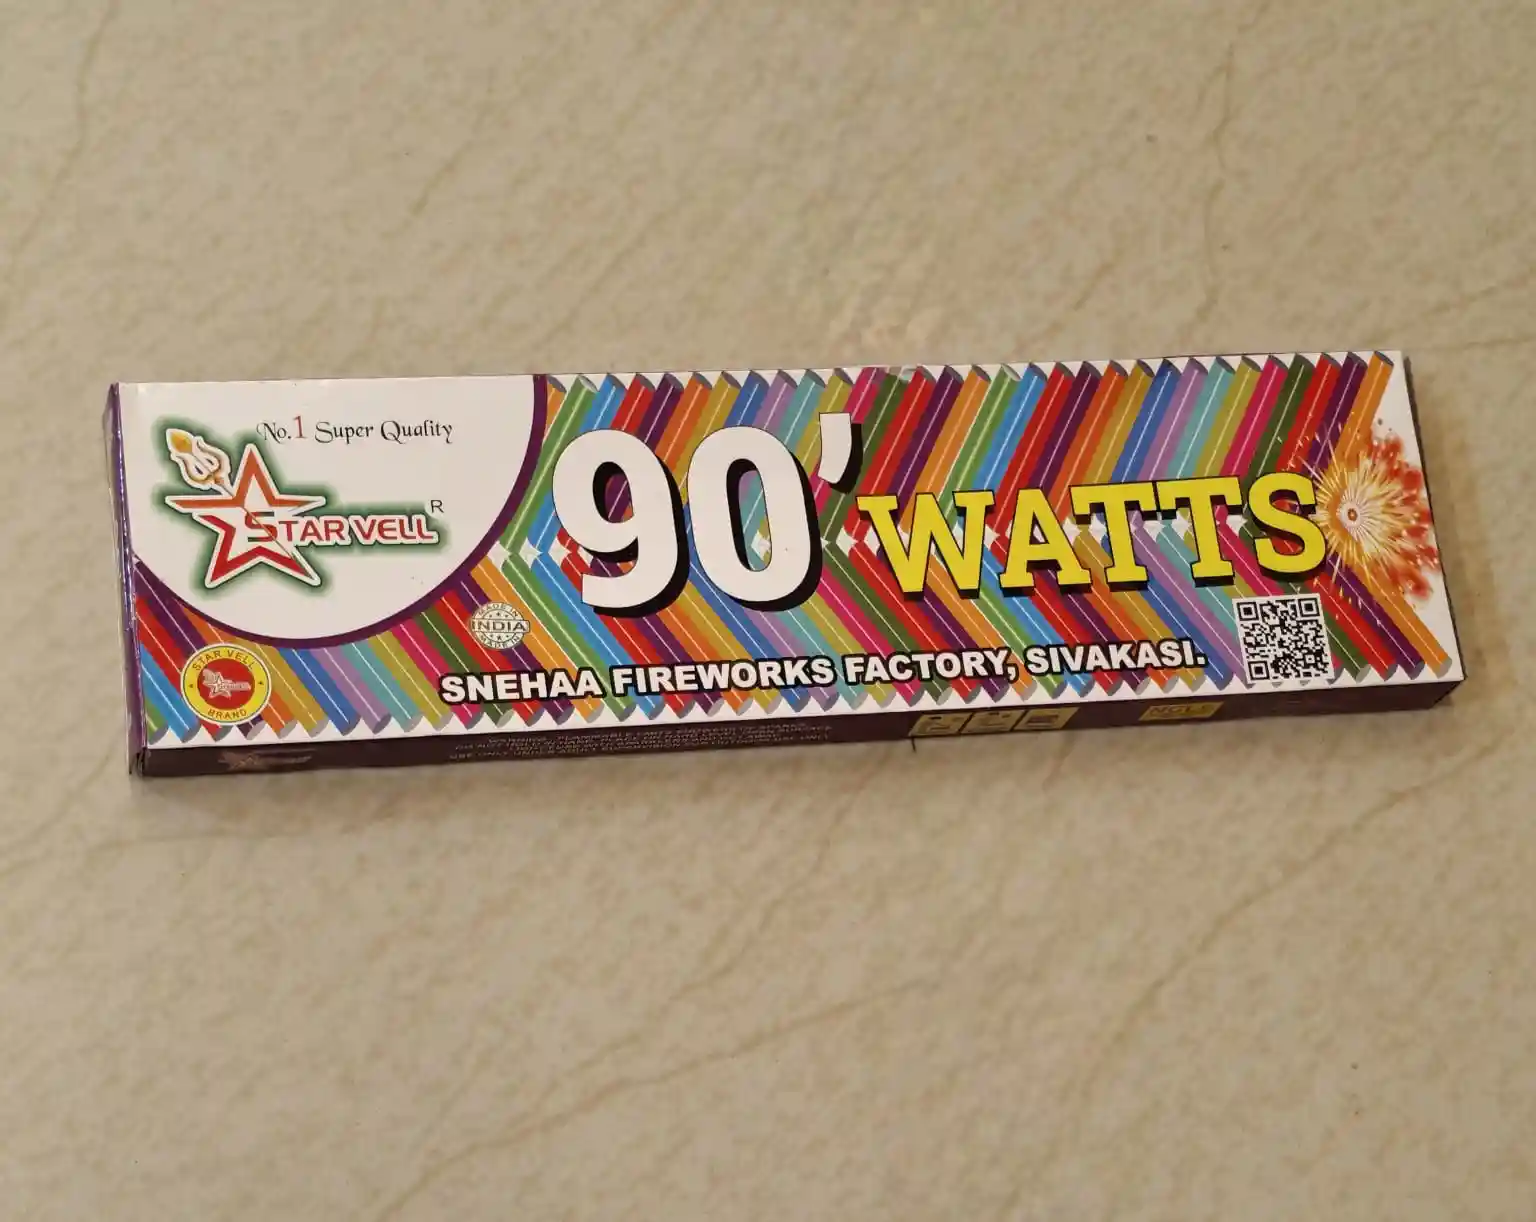 No.1 Super Quality
STAR VELL R
90' WATTS
MADE IN
INDIA
STAR VELL
BRAND
SNEHAA FIREWORKS FACTORY, SIVAKASI.